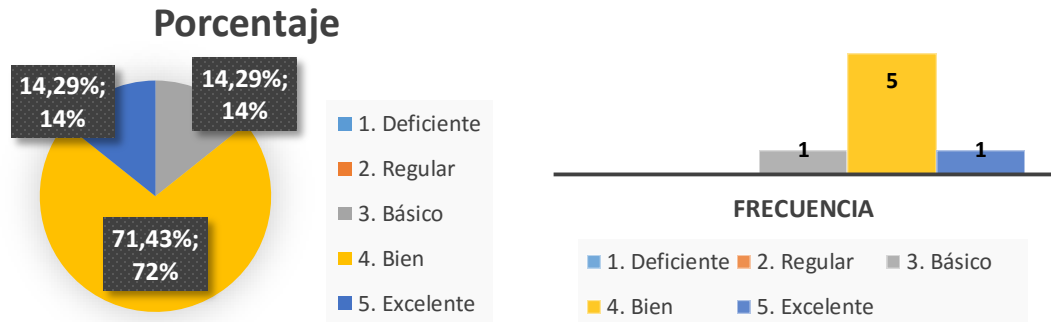 Porcentaje
14,29%;
14%
14,29%;
14%
71,43%;
72%
1. Deficiente
2. Regular
3. Básico
4. Bien
5. Excelente
1
5
1
FRECUENCIA
1. Deficiente 2. Regular 3. Básico
4. Bien 5. Excelente